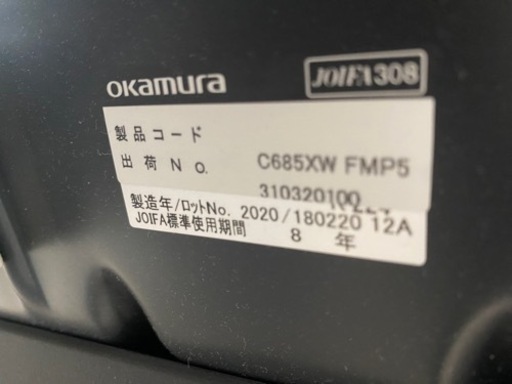 okamura
JOIFA308
製品コード C685XW FMP5
出荷No. 310320100
製造年/ロットNo. 2020/180220 12A
JOIFA標準使用期間 8 年